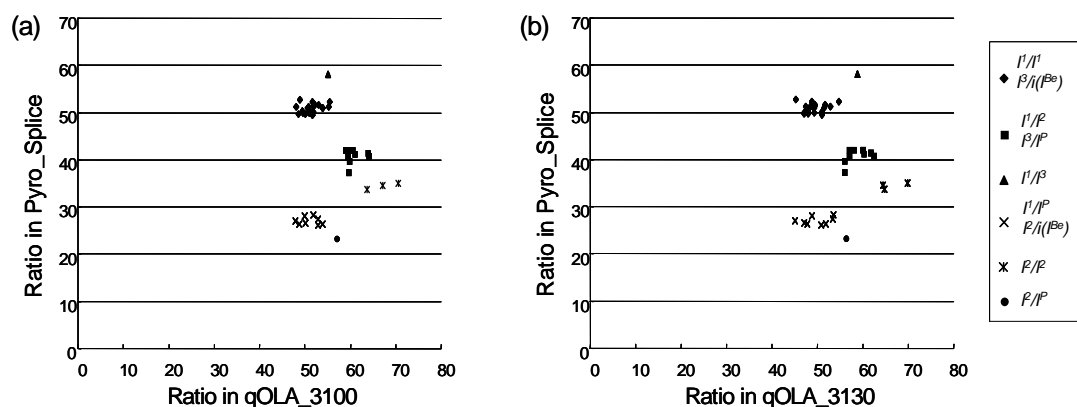 (a)
Ratio in Pyro_Splice
70
60
50
40
30
20
10
0
0 10 20 30 40 50 60 70 80
Ratio in qOLA_3100
(b)
Ratio in Pyro_Splice
70
60
50
40
30
20
10
0
0 10 20 30 40 50 60 70 80
Ratio in qOLA_3130
I¹/I¹
I³/i(Iᴮᵉ)
I¹/I²
I³/Iᴾ
I¹/I³
I¹/Iᴾ
I²/i(Iᴮᵉ)
I²/I²
I²/Iᴾ